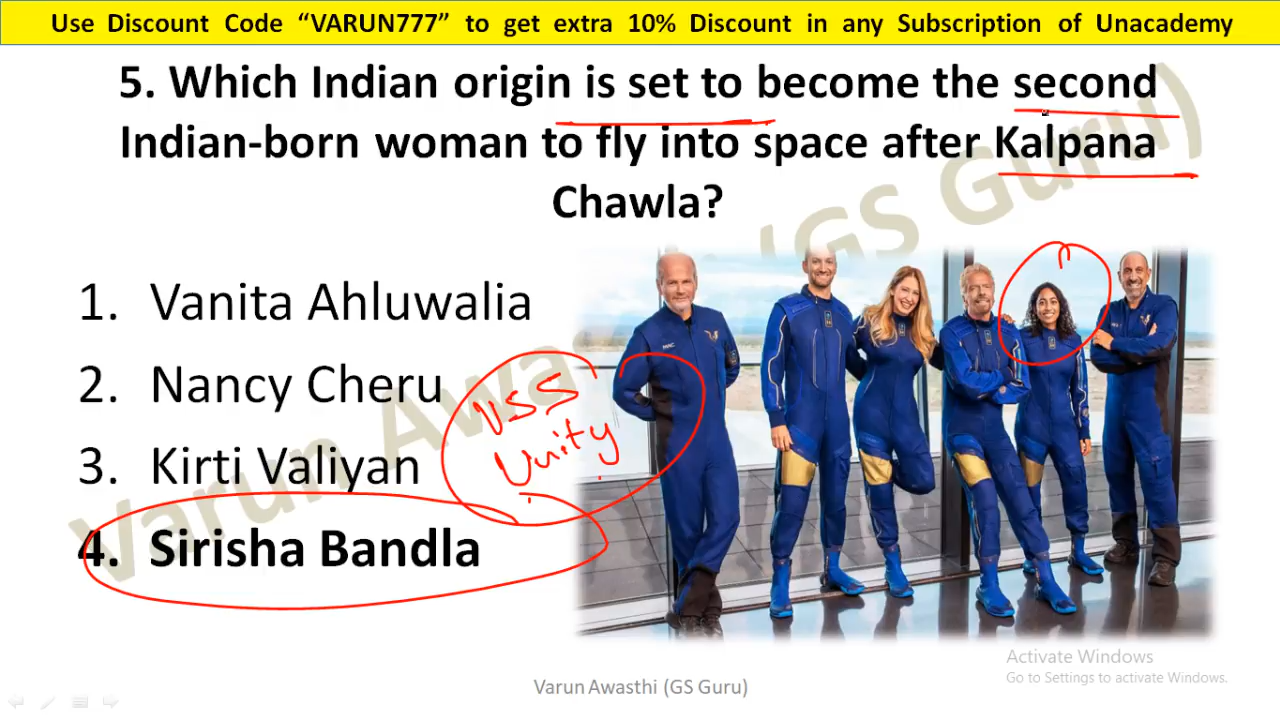 Use Discount Code “VARUN777” to get extra 10% Discount in any Subscription of Unacademy
5. Which Indian origin is set to become the second
Indian-born woman to fly into space after Kalpana
Chawla?
1. Vanita Ahluwalia
2. Nancy Cheru
3. Kirti Valiyan
4. Sirisha Bandla
VSS
Unity
Varun Awasthi (GS Guru)
Activate Windows
Go to Settings to activate Windows.
Varun Awasthi (GS Guru)